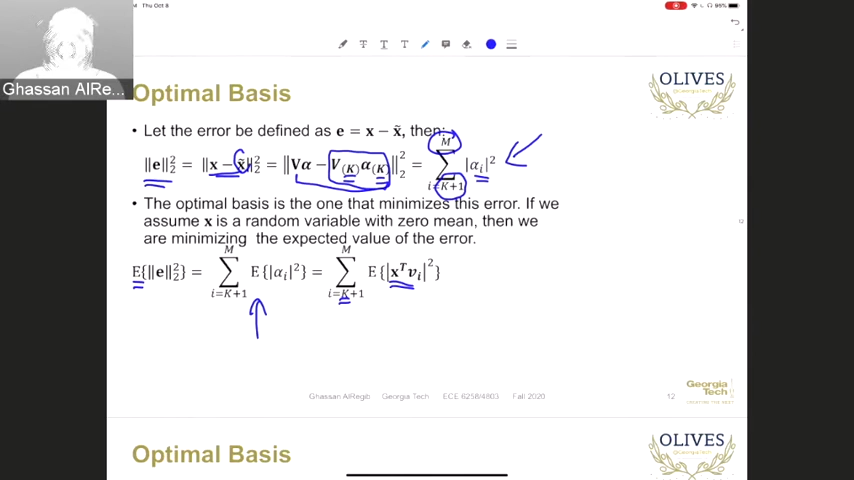 Thu Oct 8
95%
Ghassan AlRe...
Optimal Basis
OLIVES
@GeorgiaTech
• Let the error be defined as e = x − x̃, then:
‖e‖₂² = ‖x − x̃‖₂² = ‖Vα − V₍K₎α₍K₎‖₂² = ∑_{i=K+1}^{M} |αᵢ|²
• The optimal basis is the one that minimizes this error. If we
assume x is a random variable with zero mean, then we
are minimizing the expected value of the error.
E{‖e‖₂²} = ∑_{i=K+1}^{M} E{|αᵢ|²} = ∑_{i=K+1}^{M} E{|xᵀvᵢ|²}
12
Ghassan AlRegib Georgia Tech ECE 6258/4803 Fall 2020
12
Georgia
Tech
Optimal Basis
OLIVES
@GeorgiaTech